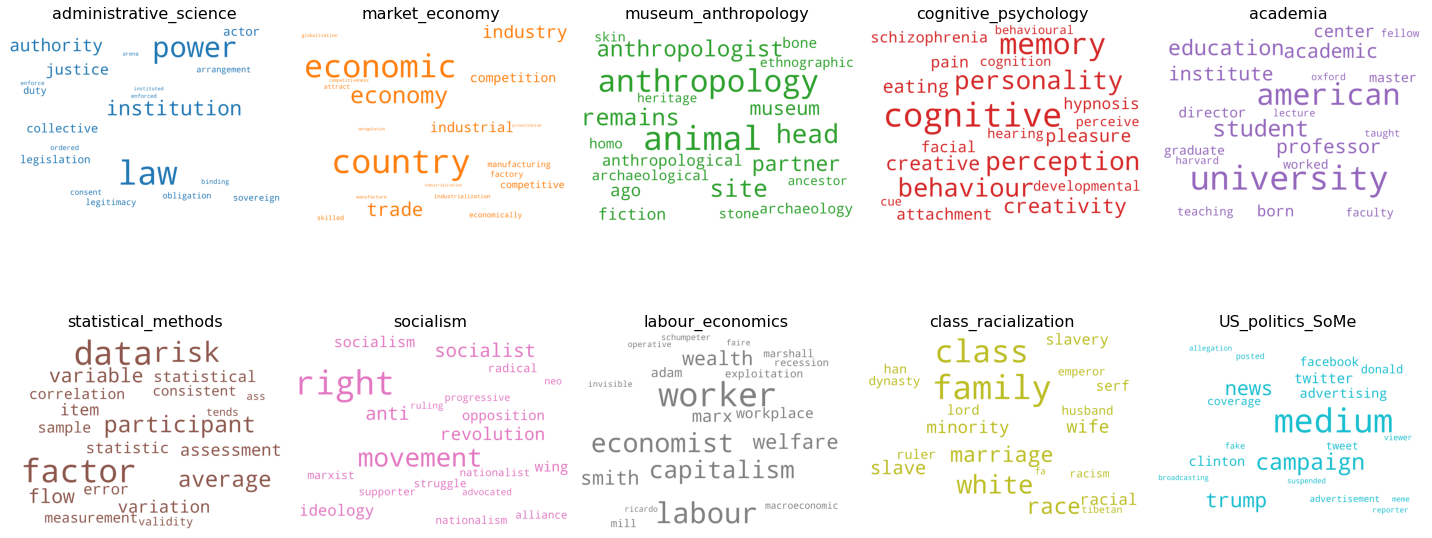 administrative_science
actor
authority
power
arena
justice
arrangement
enforce
duty
instituted
enforced
institution
collective
ordered
legislation
law
binding
consent
obligation
sovereign
legitimacy
market_economy
globalisation
industry
economic
competitiveness
attract
competition
economy
deregulation
industrial
country
manufacturing
factory
competitive
industrialisation
manufacture
industrialization
trade
skilled
economically
museum_anthropology
skin
anthropologist
bone
ethnographic
anthropology
heritage
museum
remains
animal
head
homo
anthropological
partner
archaeological
ancestor
ago
site
fiction
stone
archaeology
cognitive_psychology
behavioural
schizophrenia
memory
pain
cognition
eating
personality
hypnosis
cognitive
perceive
hearing
pleasure
facial
creative
perception
behaviour
developmental
cue
creativity
attachment
academia
center
fellow
education
academic
institute
oxford
master
american
director
lecture
student
taught
professor
graduate
harvard
worked
university
teaching
born
faculty
statistical_methods
data
risk
variable
statistical
correlation
consistent
ass
item
tends
sample
participant
statistic
assessment
factor
average
flow
error
variation
measurement
validity
socialism
socialism
socialist
radical
right
neo
progressive
ruling
anti
opposition
revolution
movement
wing
marxist
nationalist
struggle
supporter
advocated
ideology
nationalism
alliance
labour_economics
schumpeter
faire
operative
wealth
marshall
recession
adam
exploitation
invisible
worker
marx
workplace
economist
welfare
smith
capitalism
ricardo
labour
macroeconomic
mill
class_racialization
slavery
class
han
emperor
dynasty
family
serf
lord
husband
minority
wife
ruler
marriage
slave
fa
racism
white
race
racial
tibetan
US_politics_SoMe
allegation
posted
facebook
donald
twitter
news
advertising
coverage
medium
viewer
fake
tweet
clinton
campaign
broadcasting
suspended
trump
advertisement
meme
reporter